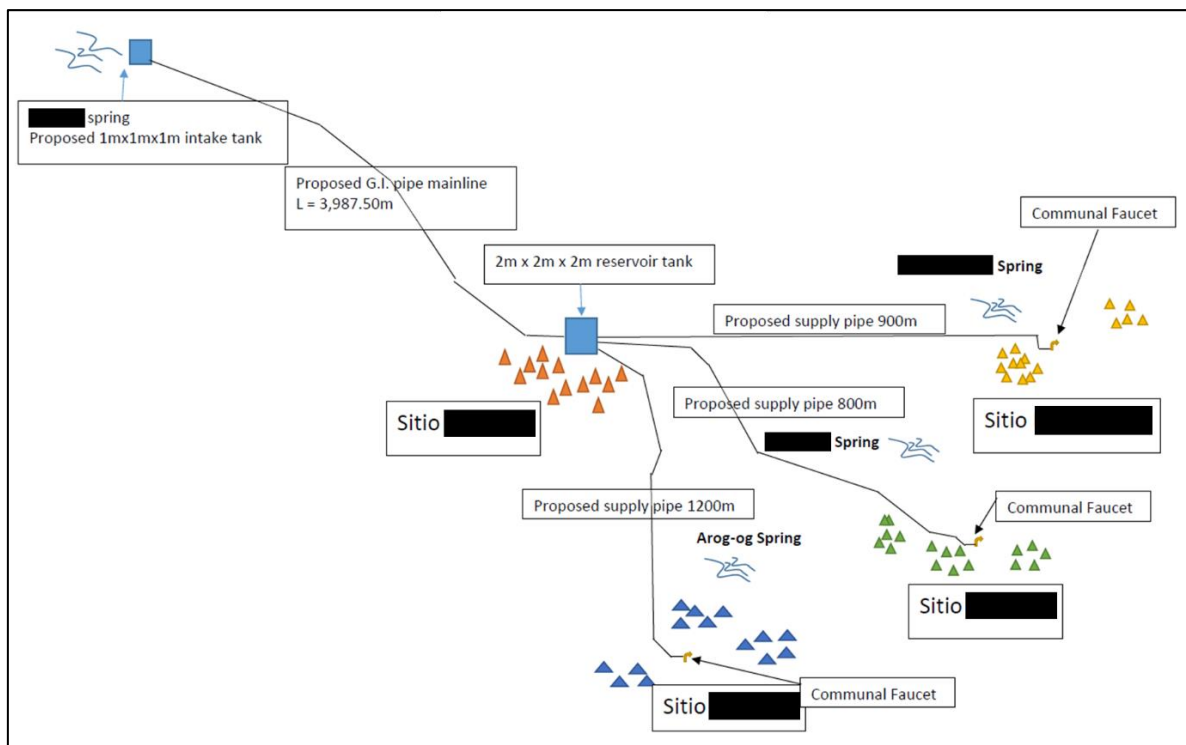 spring
Proposed 1mx1mx1m intake tank
Proposed G.I. pipe mainline
L = 3,987.50m
Communal Faucet
2m x 2m x 2m reservoir tank
Spring
Proposed supply pipe 900m
Proposed supply pipe 800m
Sitio
Sitio
Spring
Proposed supply pipe 1200m
Communal Faucet
Arog-og Spring
Sitio
Communal Faucet
Sitio